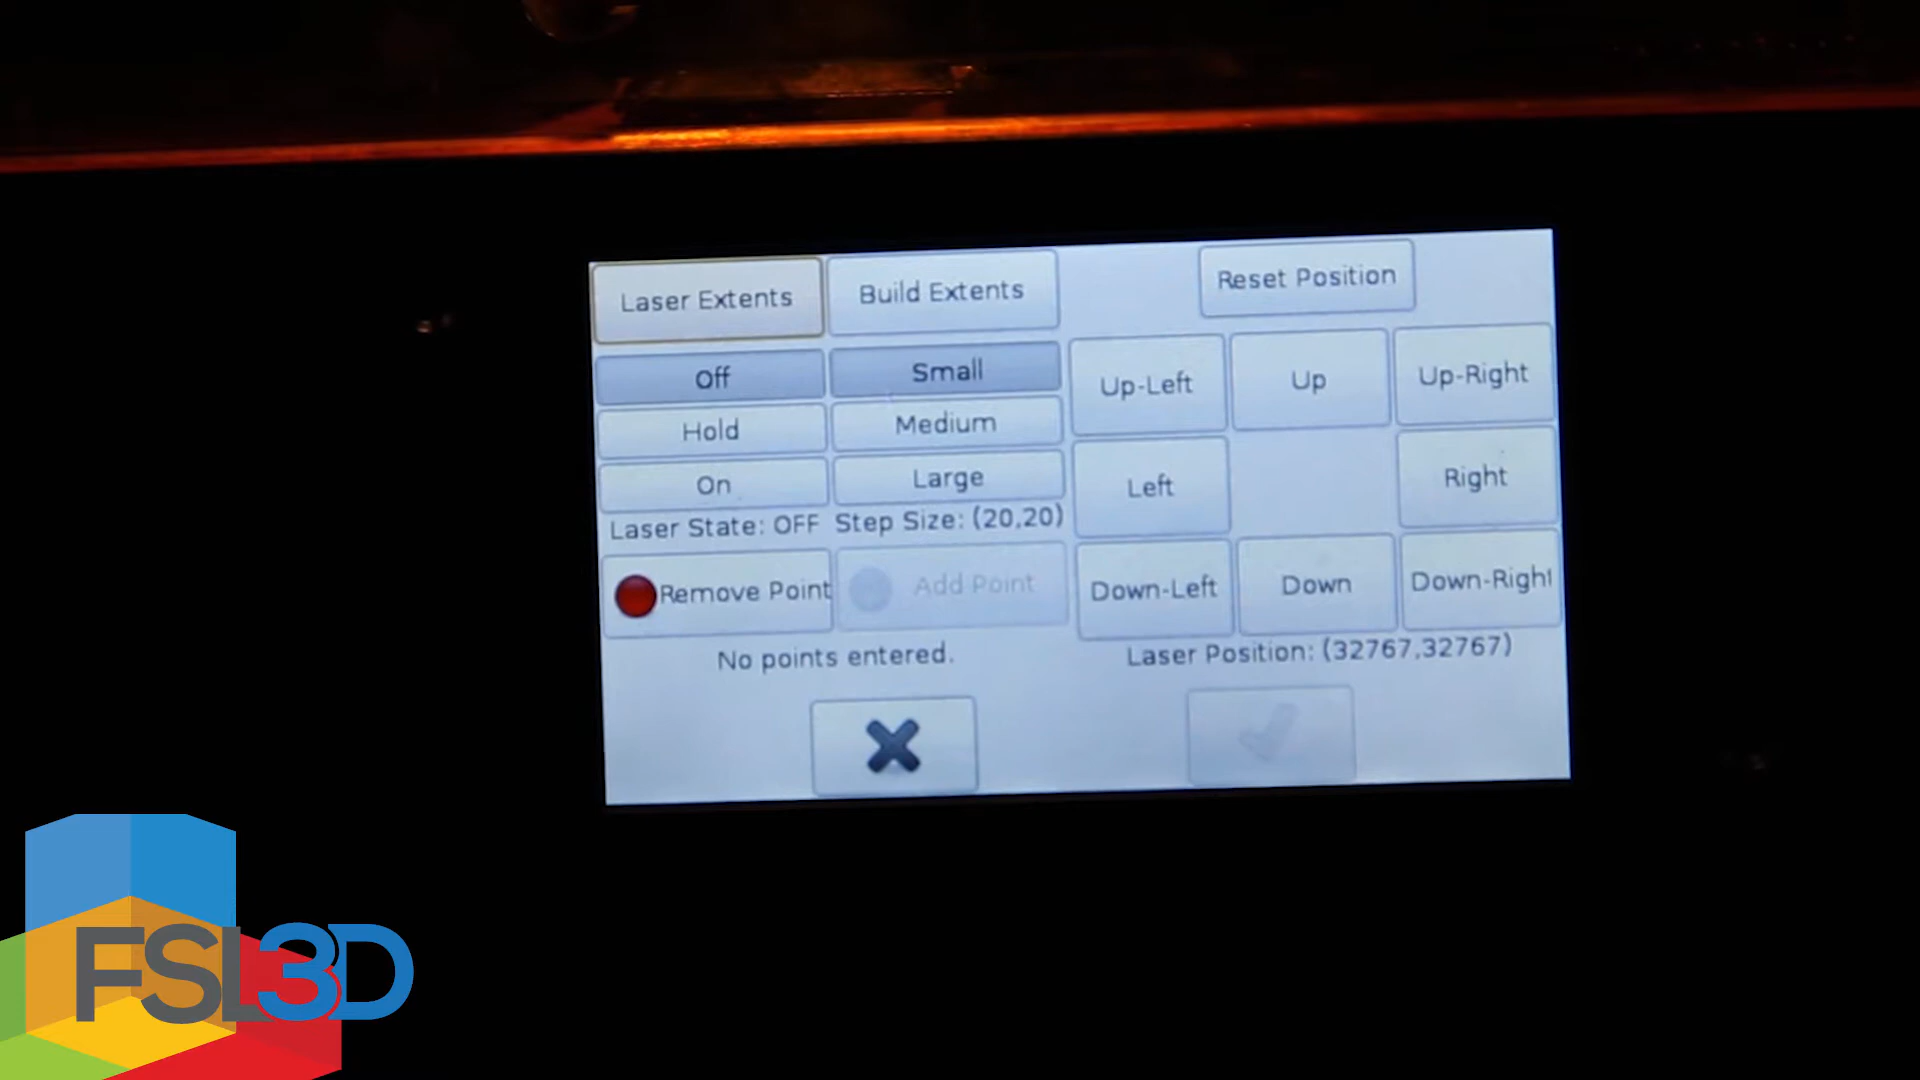 Laser Extents
Build Extents
Reset Position
Off
Small
Up-Left
Up
Up-Right
Hold
Medium
On
Large
Left
Right
Laser State: OFF
Step Size: (20,20)
Remove Point
Add Point
Down-Left
Down
Down-Right
No points entered.
Laser Position: (32767,32767)
FSL3D